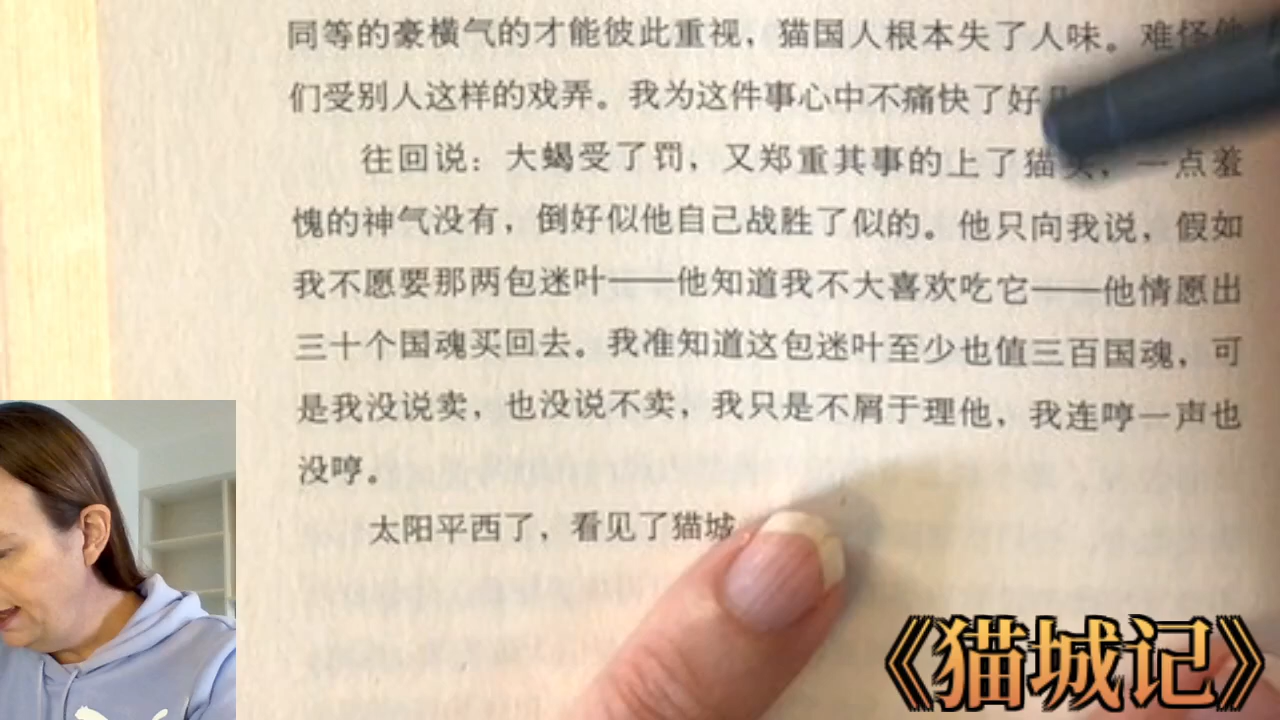 同等的豪横气的才能彼此重视，猫国人根本失了人味。难怪他
们受别人这样的戏弄。我为这件事心中不痛快了好
往回说：大蝎受了罚，又郑重其事的上了猫头，一点羞
愧的神气没有，倒好似他自己战胜了似的。他只向我说，假如
我不愿要那两包迷叶——他知道我不大喜欢吃它——他情愿出
三十个国魂买回去。我准知道这包迷叶至少也值三百国魂，可
是我没说卖，也没说不卖，我只是不屑于理他，我连哼一声也
没哼。
太阳平西了，看见了猫城
《猫城记》